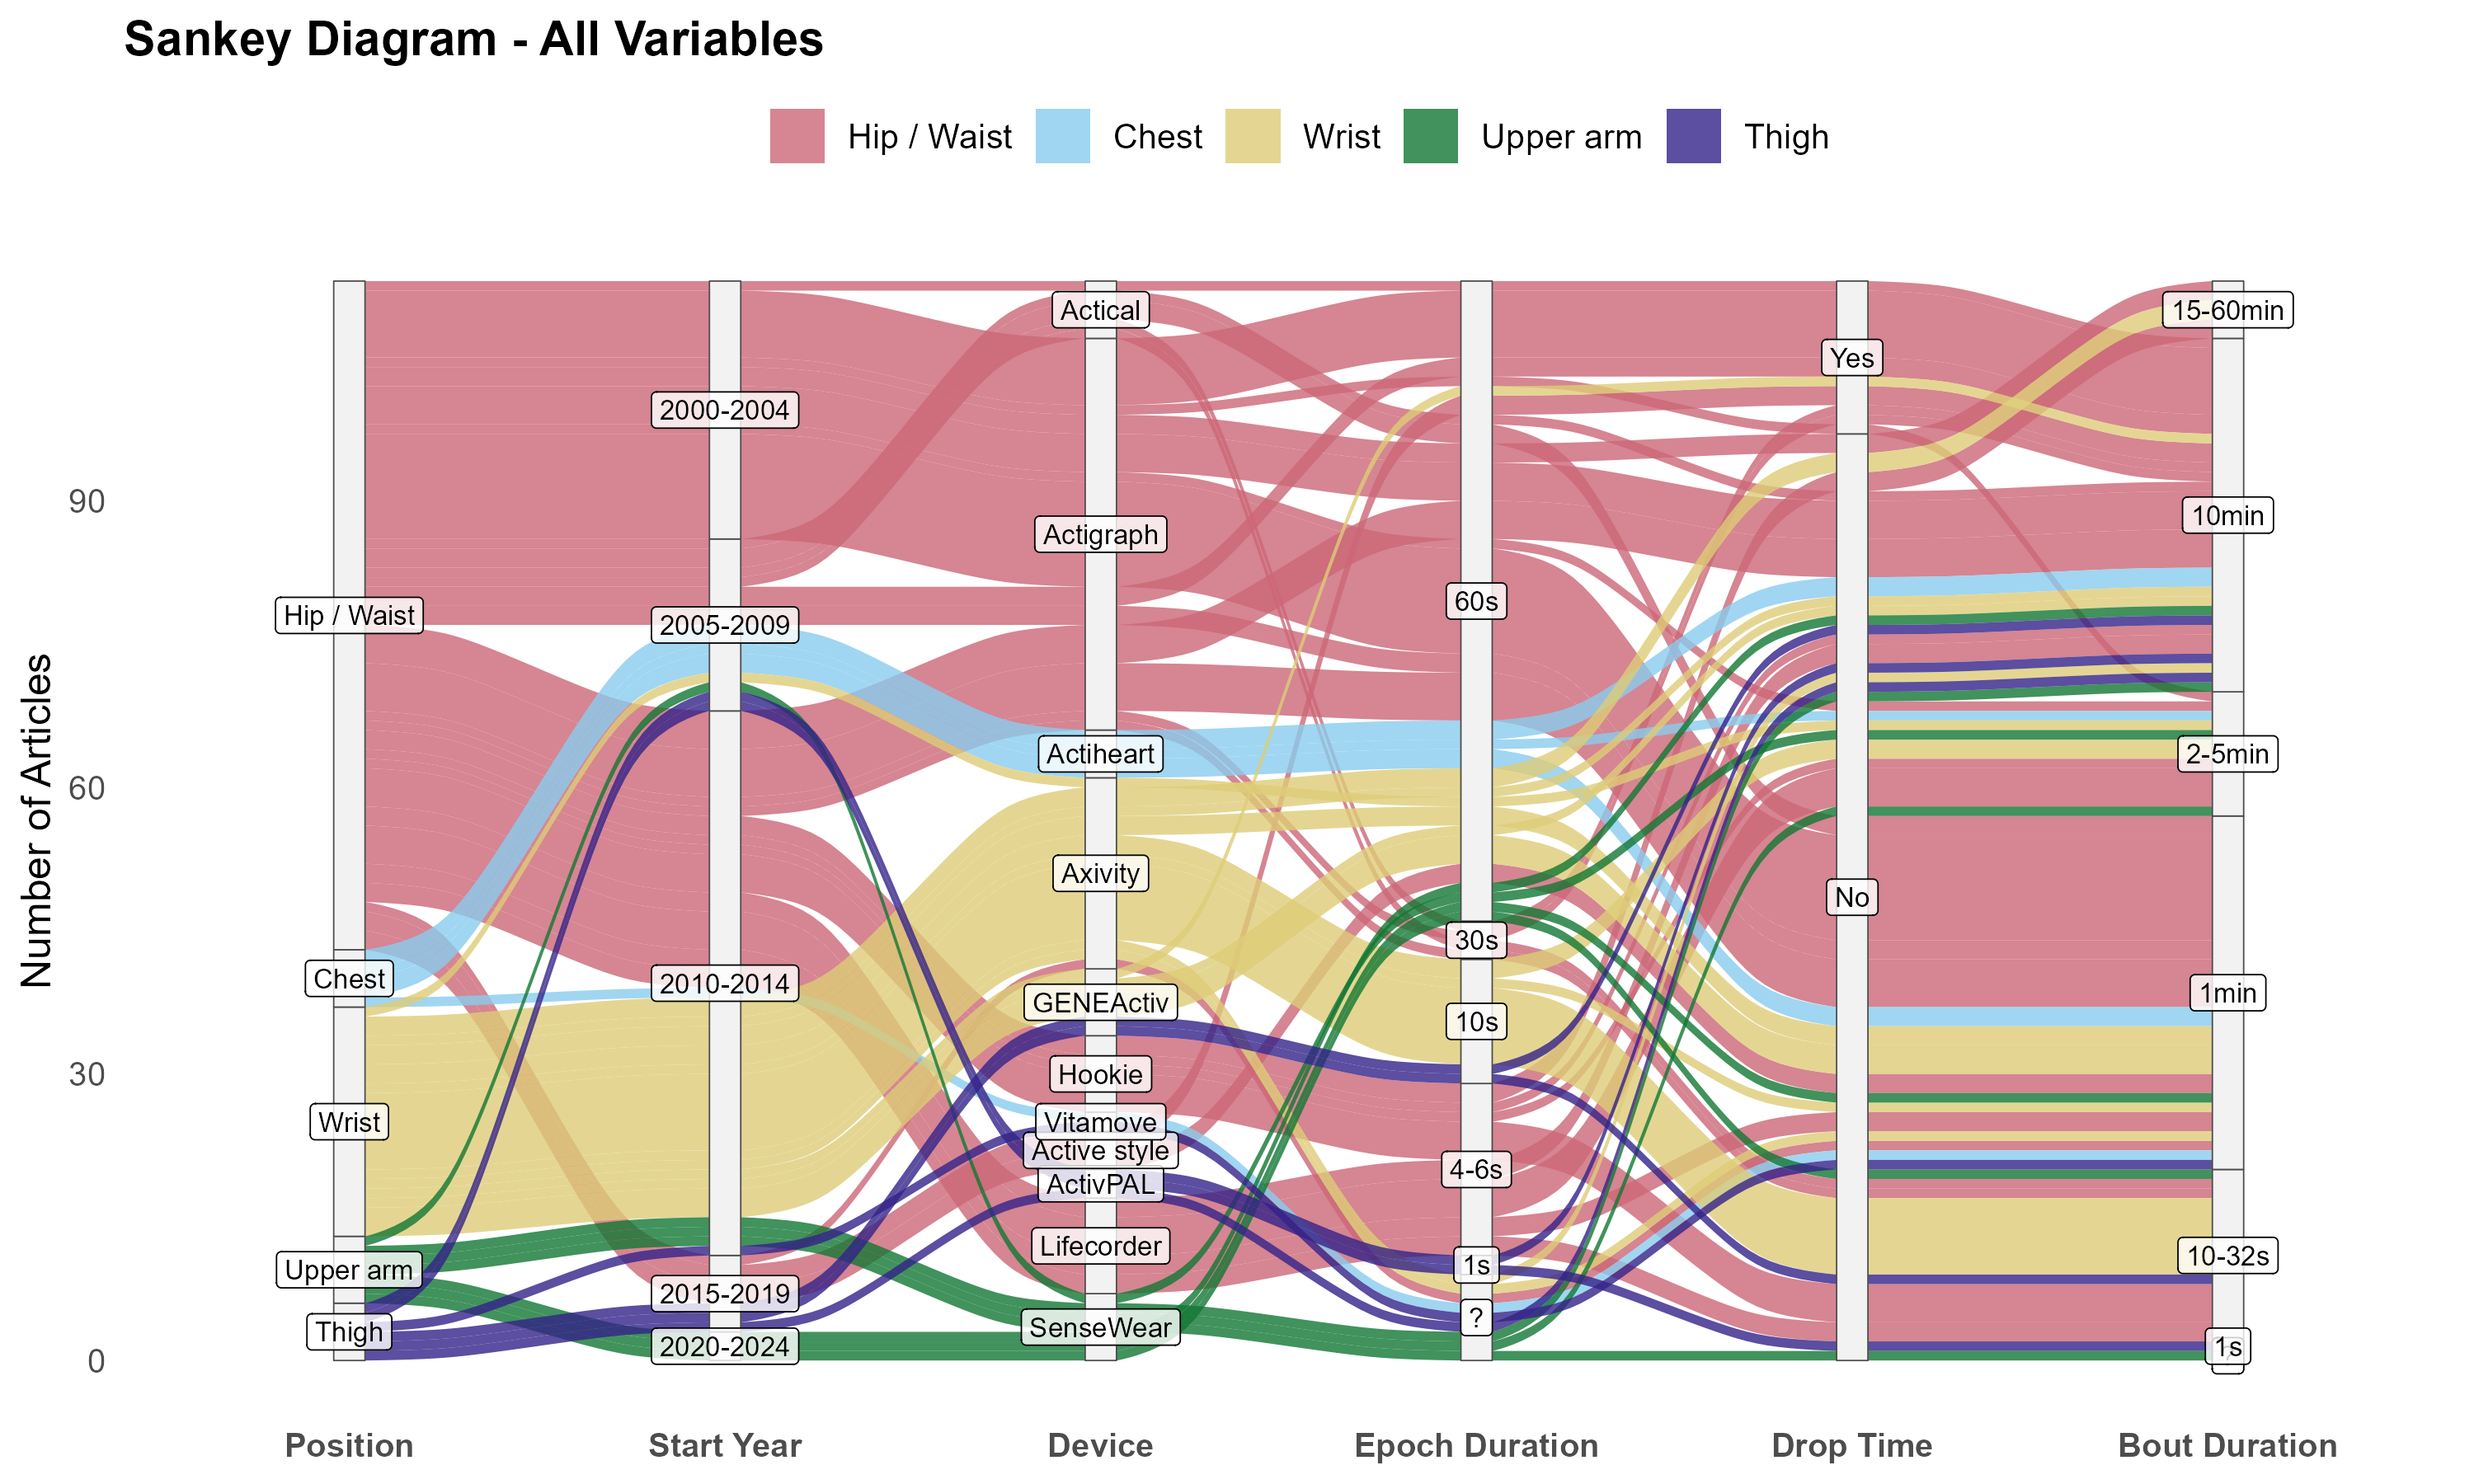 Sankey Diagram - All Variables
Hip / Waist
Chest
Wrist
Upper arm
Thigh
Number of Articles
90
60
30
0
Hip / Waist
Chest
Wrist
Upper arm
Thigh
2000-2004
2005-2009
2010-2014
2015-2019
2020-2024
Actical
Actigraph
Actiheart
Axivity
GENEActiv
Hookie
Vitamove
Active style
ActivPAL
Lifecorder
SenseWear
60s
30s
10s
4-6s
1s
?
Yes
No
15-60min
10min
2-5min
1min
10-32s
1s
Position
Start Year
Device
Epoch Duration
Drop Time
Bout Duration